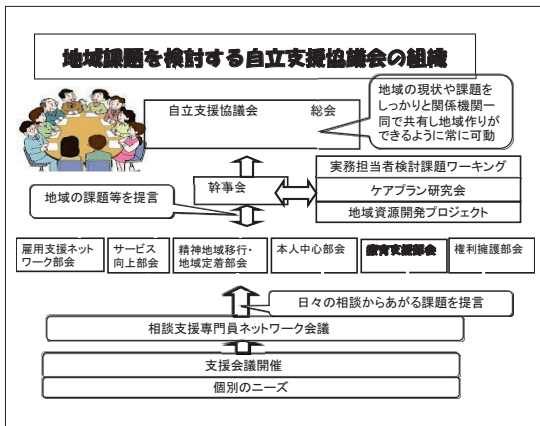 地域課題を検討する自立支援協議会の組織
自立支援協議会　　　総会
地域の現状や課題を
しっかりと関係機関一
同で共有し地域作りが
できるように常に可動
幹事会
地域の課題等を提言
実務担当者検討課題ワーキング
ケアプラン研究会
地域資源開発プロジェクト
雇用支援ネット
ワーク部会
サービス
向上部会
精神地域移行・
地域定着部会
本人中心部会
療育支援部会
権利擁護部会
日々の相談からあがる課題を提言
相談支援専門員ネットワーク会議
支援会議開催
個別のニーズ